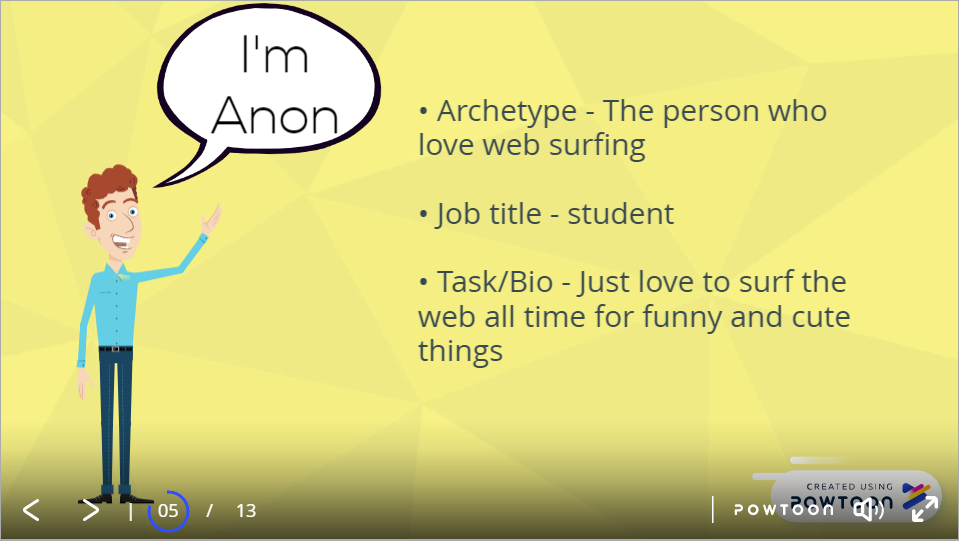 I'm
Anon
• Archetype - The person who
love web surfing
• Job title - student
• Task/Bio - Just love to surf the
web all time for funny and cute
things
CREATED USING
POWTOON
05 / 13
POWTOON